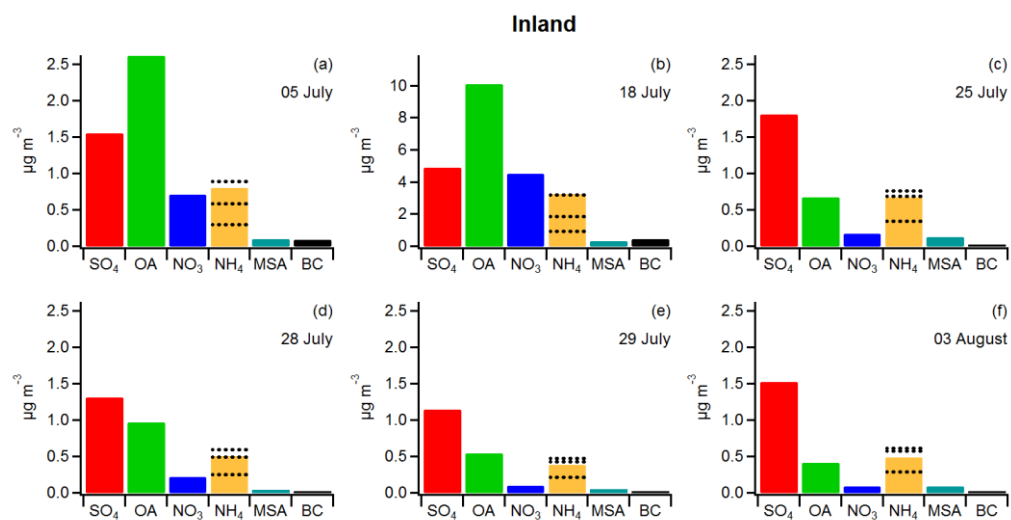 Inland
(a)
05 July
µg m⁻³
2.5
2.0
1.5
1.0
0.5
0.0
SO₄ OA NO₃ NH₄ MSA BC
(b)
18 July
µg m⁻³
10
8
6
4
2
0
SO₄ OA NO₃ NH₄ MSA BC
(c)
25 July
µg m⁻³
2.5
2.0
1.5
1.0
0.5
0.0
SO₄ OA NO₃ NH₄ MSA BC
(d)
28 July
µg m⁻³
2.5
2.0
1.5
1.0
0.5
0.0
SO₄ OA NO₃ NH₄ MSA BC
(e)
29 July
µg m⁻³
2.5
2.0
1.5
1.0
0.5
0.0
SO₄ OA NO₃ NH₄ MSA BC
(f)
03 August
µg m⁻³
2.5
2.0
1.5
1.0
0.5
0.0
SO₄ OA NO₃ NH₄ MSA BC